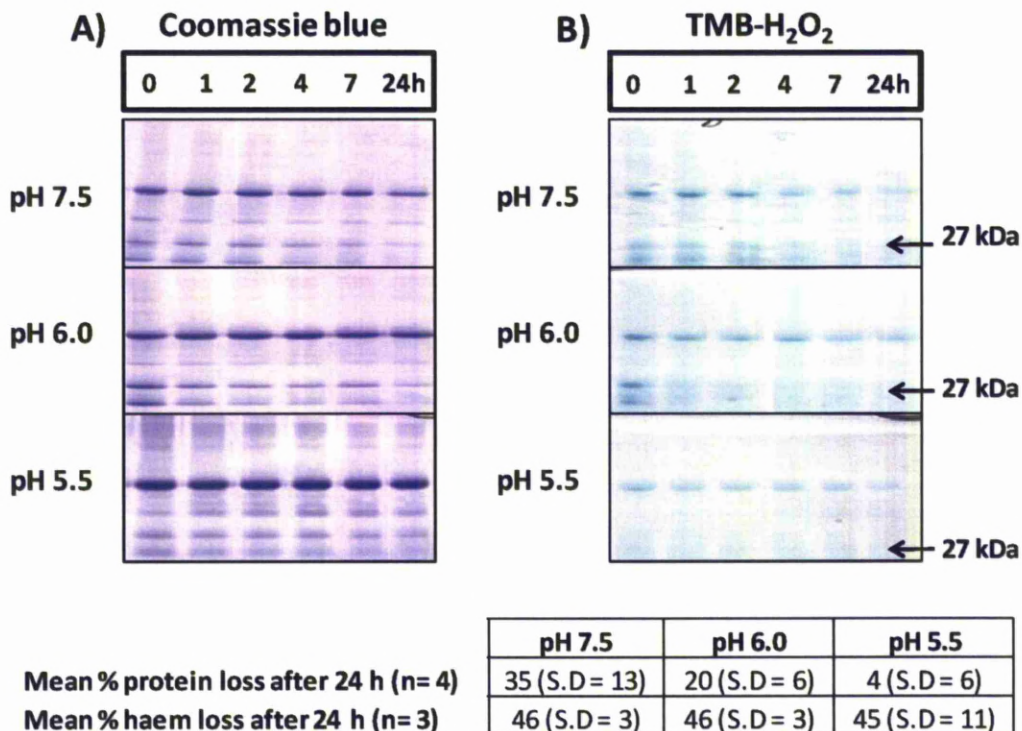 A) Coomassie blue
0 1 2 4 7 24h
pH 7.5
pH 6.0
pH 5.5
B) TMB-H₂O₂
0 1 2 4 7 24h
pH 7.5
27 kDa
pH 6.0
27 kDa
pH 5.5
27 kDa
pH 7.5 pH 6.0 pH 5.5
Mean % protein loss after 24 h (n= 4) 35 (S.D = 13) 20 (S.D = 6) 4 (S.D = 6)
Mean % haem loss after 24 h (n= 3) 46 (S.D = 3) 46 (S.D = 3) 45 (S.D = 11)